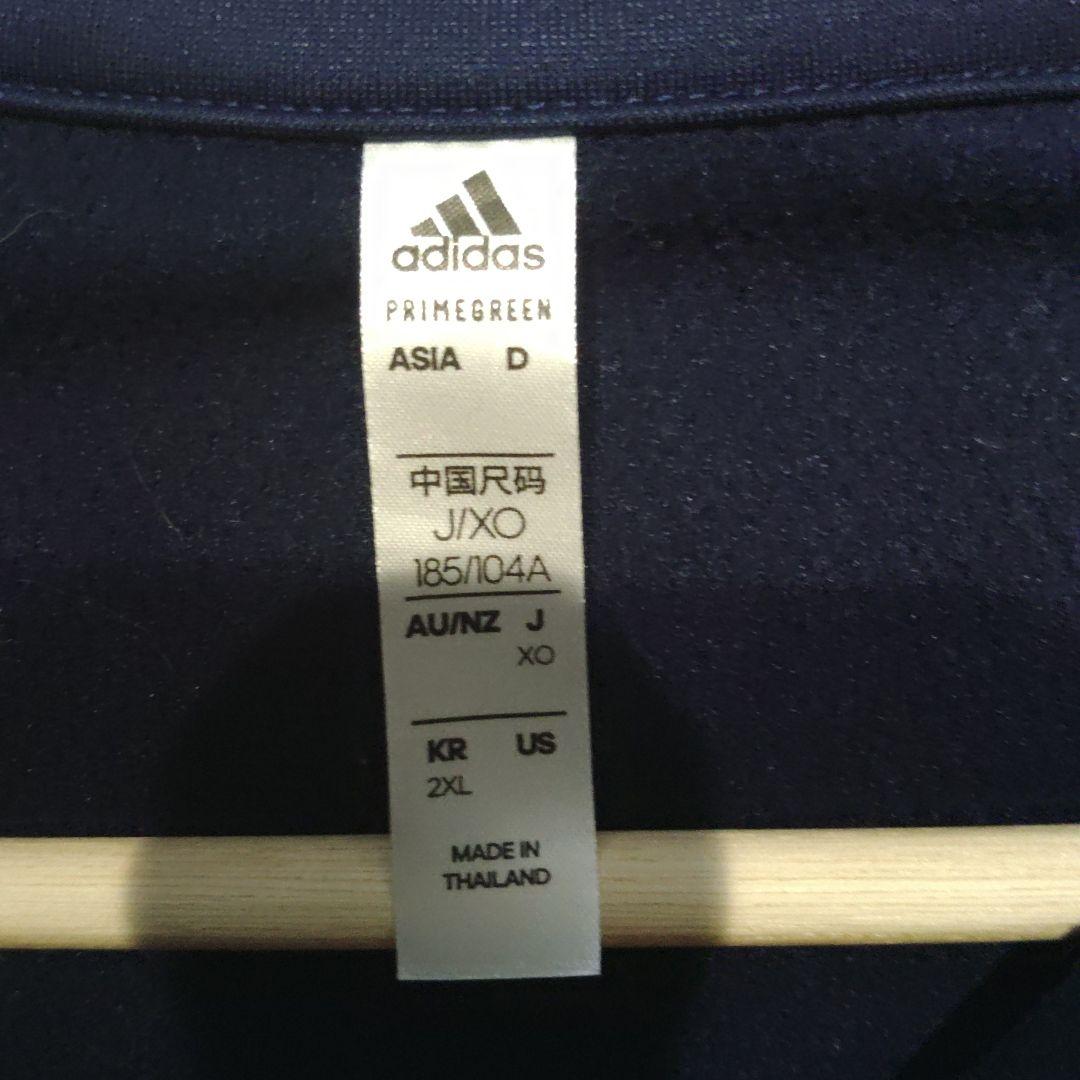 adidas
PRIMEGREEN
ASIA D
中国尺码
J/XO
185/104A
AU/NZ J
XO
KR US
2XL
MADE IN
THAILAND